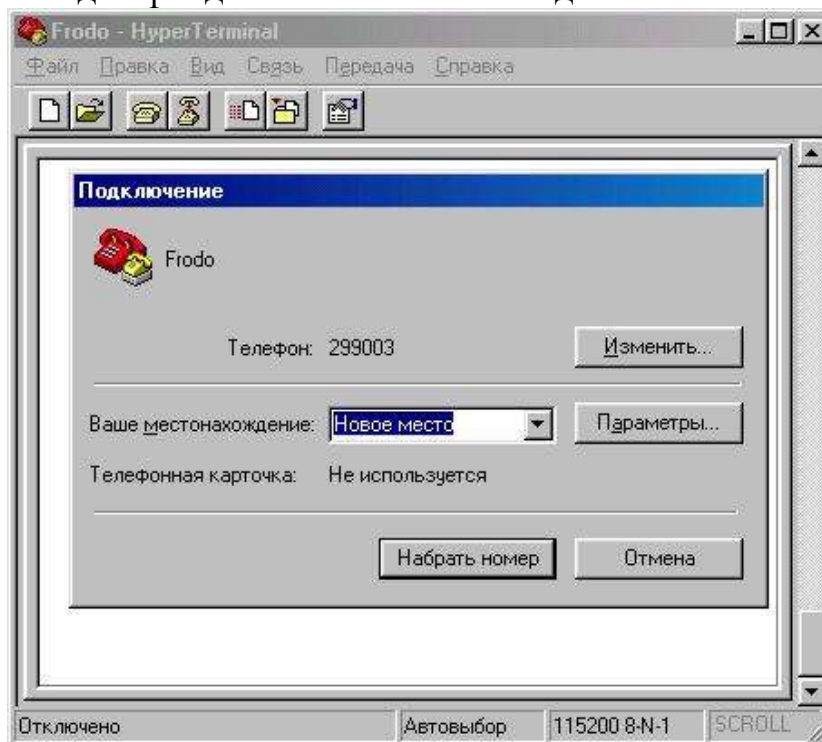 Frodo - HyperTerminal
Файл Правка Вид Связь Передача Справка
Подключение
Frodo
Телефон: 299003 Изменить...
Ваше местонахождение: Новое место Параметры...
Телефонная карточка: Не используется
Набрать номер Отмена
Отключено Автовыбор 115200 8-N-1 SCROLL